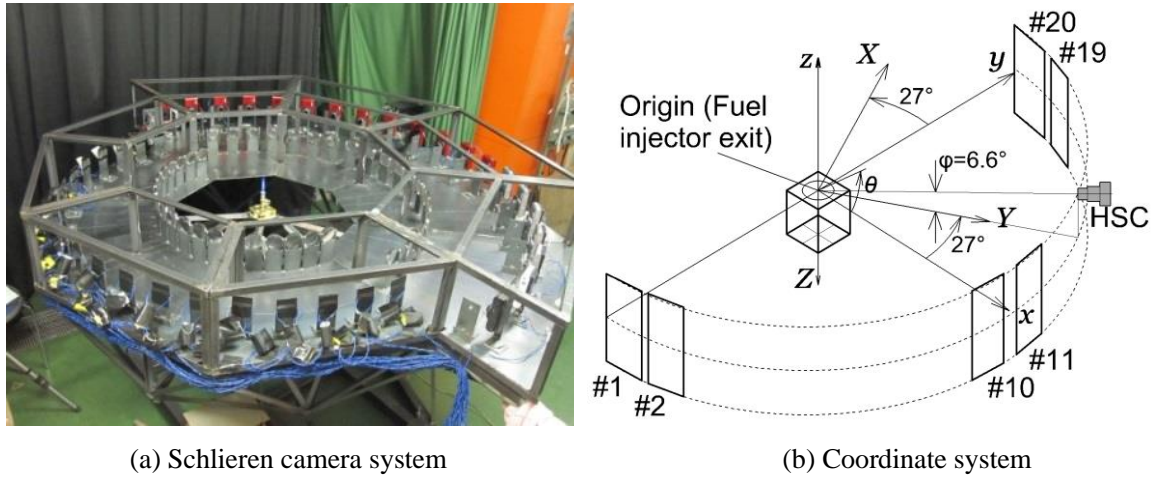 #20
#19
z
X
y
27°
Origin (Fuel
injector exit)
φ=6.6°
θ
HSC
Y
27°
Z
x
#11
#10
#1
#2
(a) Schlieren camera system
(b) Coordinate system